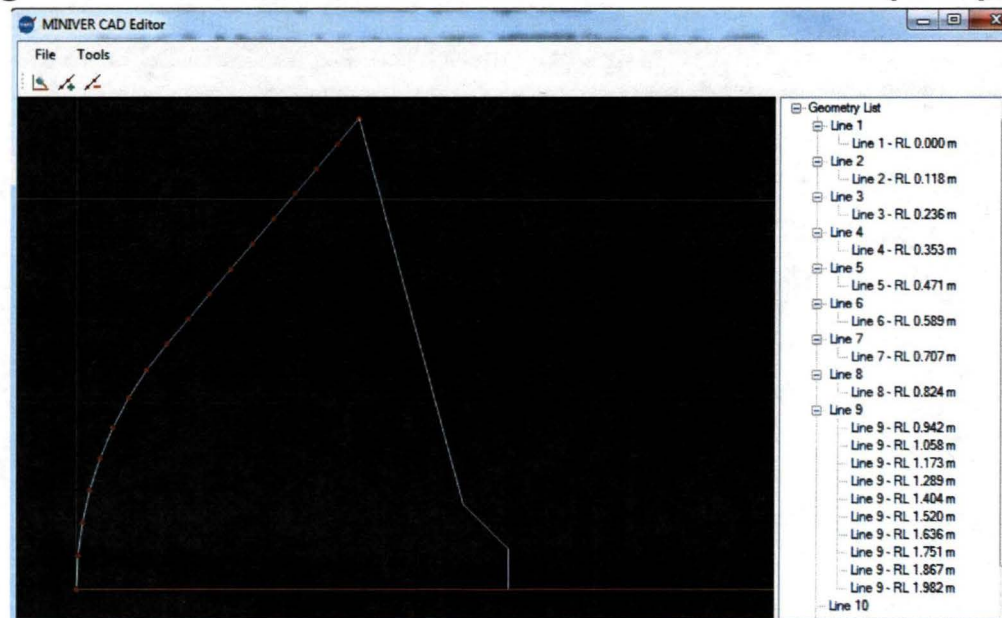 MINIVER CAD Editor
File Tools
Geometry List
Line 1
Line 1 - RL 0.000 m
Line 2
Line 2 - RL 0.118 m
Line 3
Line 3 - RL 0.236 m
Line 4
Line 4 - RL 0.353 m
Line 5
Line 5 - RL 0.471 m
Line 6
Line 6 - RL 0.589 m
Line 7
Line 7 - RL 0.707 m
Line 8
Line 8 - RL 0.824 m
Line 9
Line 9 - RL 0.942 m
Line 9 - RL 1.058 m
Line 9 - RL 1.173 m
Line 9 - RL 1.289 m
Line 9 - RL 1.404 m
Line 9 - RL 1.520 m
Line 9 - RL 1.636 m
Line 9 - RL 1.751 m
Line 9 - RL 1.867 m
Line 9 - RL 1.982 m
Line 10